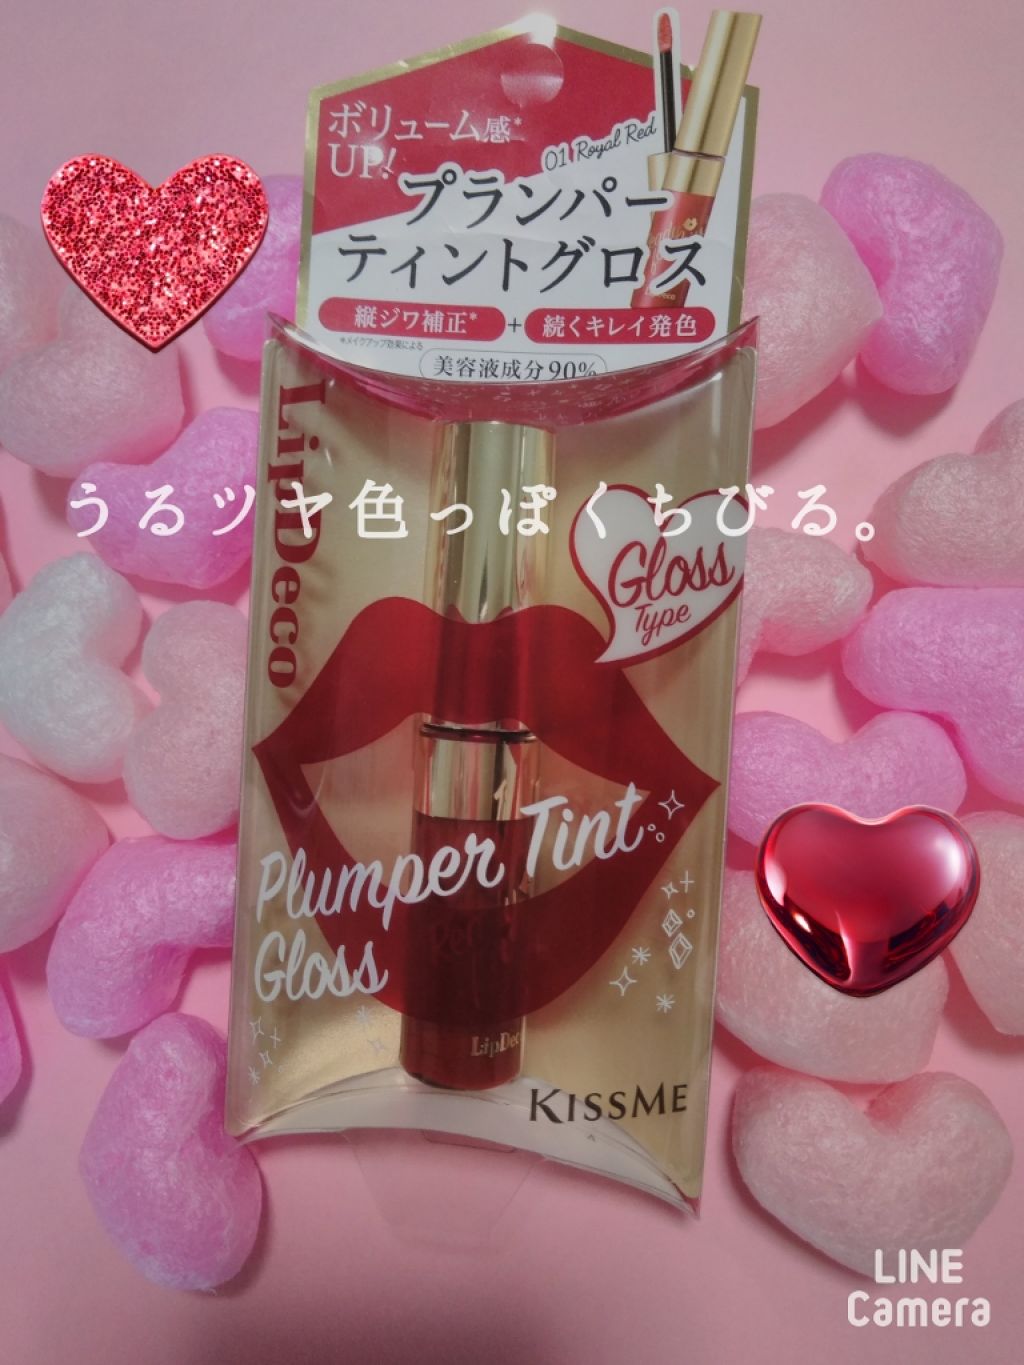 ボリューム感*
UP!
01 Royal Red
プランパー
ティントグロス
縦ジワ補正*
+
続くキレイ発色
*メイクアップ効果による
美容液成分90%
LipDeco
うるツヤ色っぽくちびる。
Gloss
Type
Plumper Tint
Gloss
LipDeco
KISSME
LINE
Camera